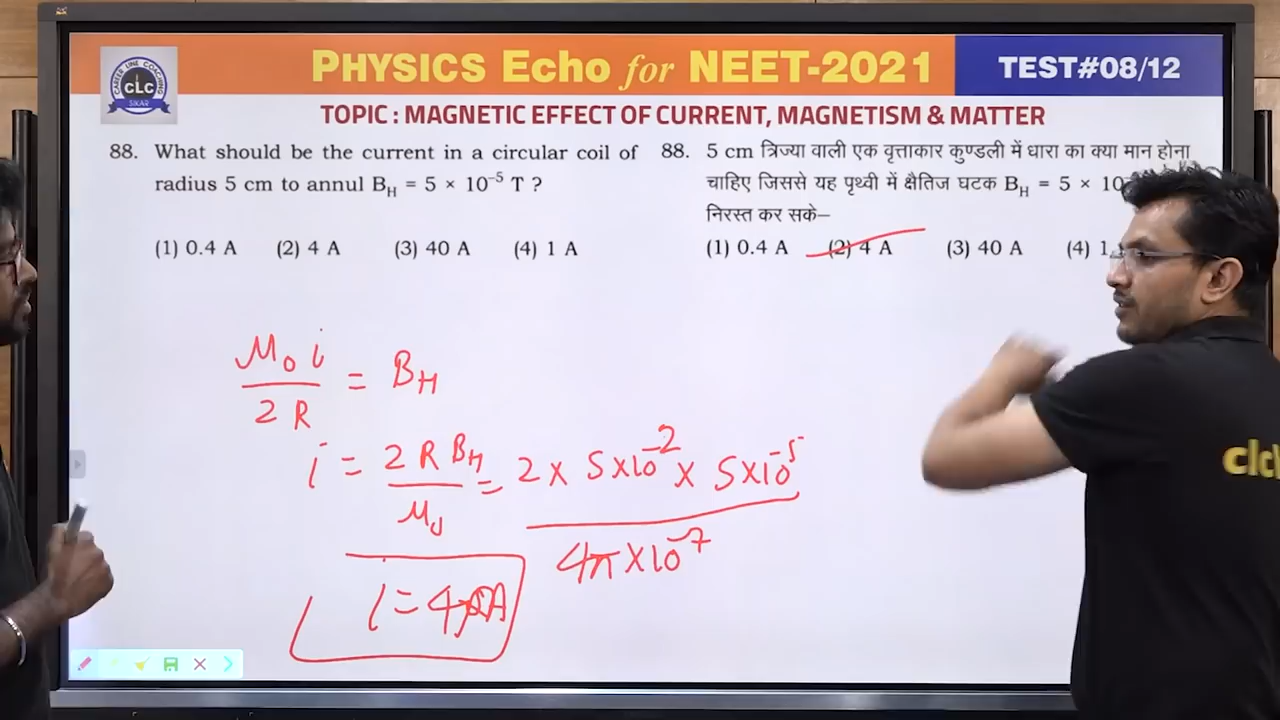 PHYSICS Echo for NEET-2021
TEST#08/12
CAREER LINE COACHING
CLC
SIKAR
TOPIC : MAGNETIC EFFECT OF CURRENT, MAGNETISM & MATTER
88. What should be the current in a circular coil of
radius 5 cm to annul B_H = 5 × 10⁻⁵ T ?
(1) 0.4 A (2) 4 A (3) 40 A (4) 1 A
88. 5 cm त्रिज्या वाली एक वृत्ताकार कुण्डली में धारा का क्या मान होना
चाहिए जिससे यह पृथ्वी में क्षैतिज घटक B_H = 5 × 10
निरस्त कर सके–
(1) 0.4 A (2) 4 A (3) 40 A (4) 1
μ₀ i / 2 R = B_H
i = 2 R B_H / μ₀ = 2 × 5×10⁻² × 5×10⁻⁵ / 4π×10⁻⁷
i = 4 A
clc